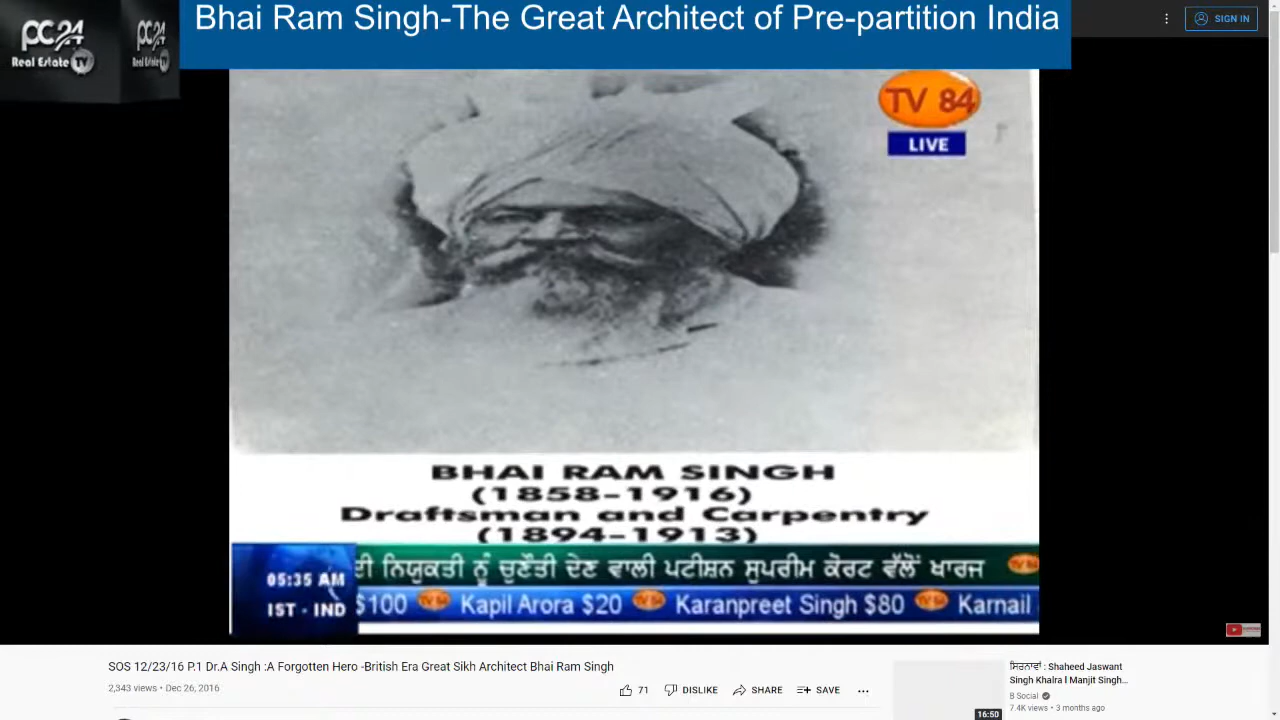 Bhai Ram Singh-The Great Architect of Pre-partition India
PC24
Real Estate TV
PC24
Real Estate TV
SIGN IN
TV 84
LIVE
BHAI RAM SINGH
(1858-1916)
Draftsman and Carpentry
(1894-1913)
05:35 AM
IST - IND
ਦੀ ਨਿਯੁਕਤੀ ਨੂੰ ਚੁਣੌਤੀ ਦੇਣ ਵਾਲੀ ਪਟੀਸ਼ਨ ਸੁਪਰੀਮ ਕੋਰਟ ਵੱਲੋਂ ਖਾਰਜ
$100 Kapil Arora $20 Karanpreet Singh $80 Karnail
SOS 12/23/16 P.1 Dr.A Singh :A Forgotten Hero -British Era Great Sikh Architect Bhai Ram Singh
2,343 views • Dec 26, 2016
71 DISLIKE SHARE SAVE
ਸਿਰਨਾਵਾਂ : Shaheed Jaswant
Singh Khalra l Manjit Singh...
B Social
7.4K views • 3 months ago
16:50